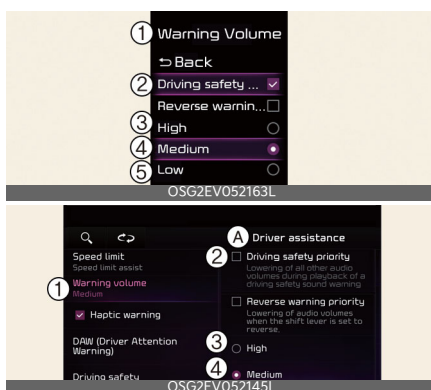 ① Warning Volume
Back
② Driving safety ...
Reverse warnin...
③ High
④ Medium
⑤ Low
OSG2EV052163L
Ⓐ Driver assistance
Speed limit
Speed limit assist
① Warning volume
Medium
Haptic warning
DAW (Driver Attention
Warning)
Driving safety
② Driving safety priority
Lowering of all other audio
volumes during playback of a
driving safety sound warning
Reverse warning priority
Lowering of audio volumes
when the shift lever is set to
reverse.
③ High
④ Medium
OSG2EV052145L